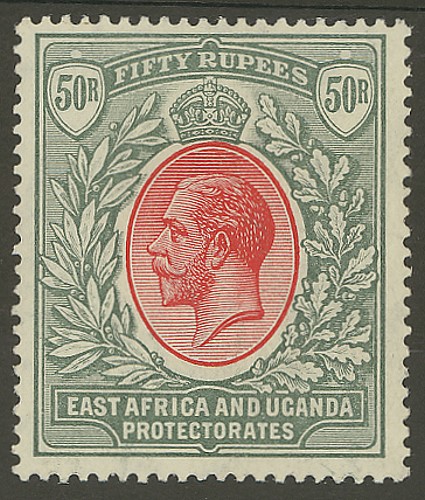 FIFTY RUPEES
50R 50R
EAST AFRICA AND UGANDA
PROTECTORATES